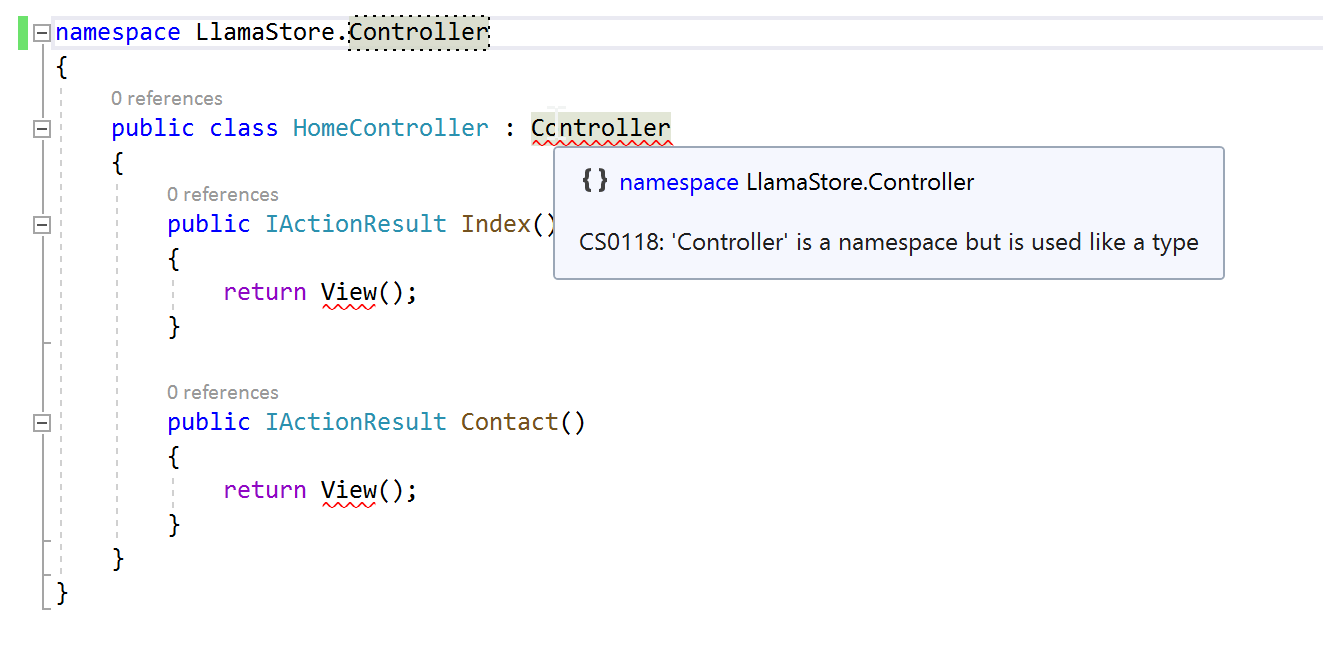 namespace LlamaStore.Controller
{
0 references
public class HomeController : Controller
{
{} namespace LlamaStore.Controller
CS0118: 'Controller' is a namespace but is used like a type
0 references
public IActionResult Index()
{
return View();
}
0 references
public IActionResult Contact()
{
return View();
}
}
}